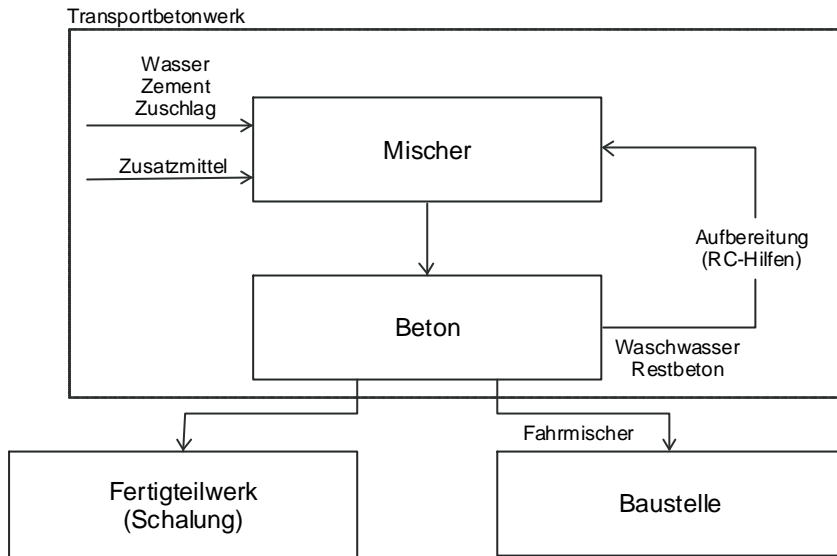 Transportbetonwerk
Wasser
Zement
Zuschlag
Zusatzmittel
Mischer
Aufbereitung
(RC-Hilfen)
Beton
Waschwasser
Restbeton
Fahrmischer
Fertigteilwerk
(Schalung)
Baustelle